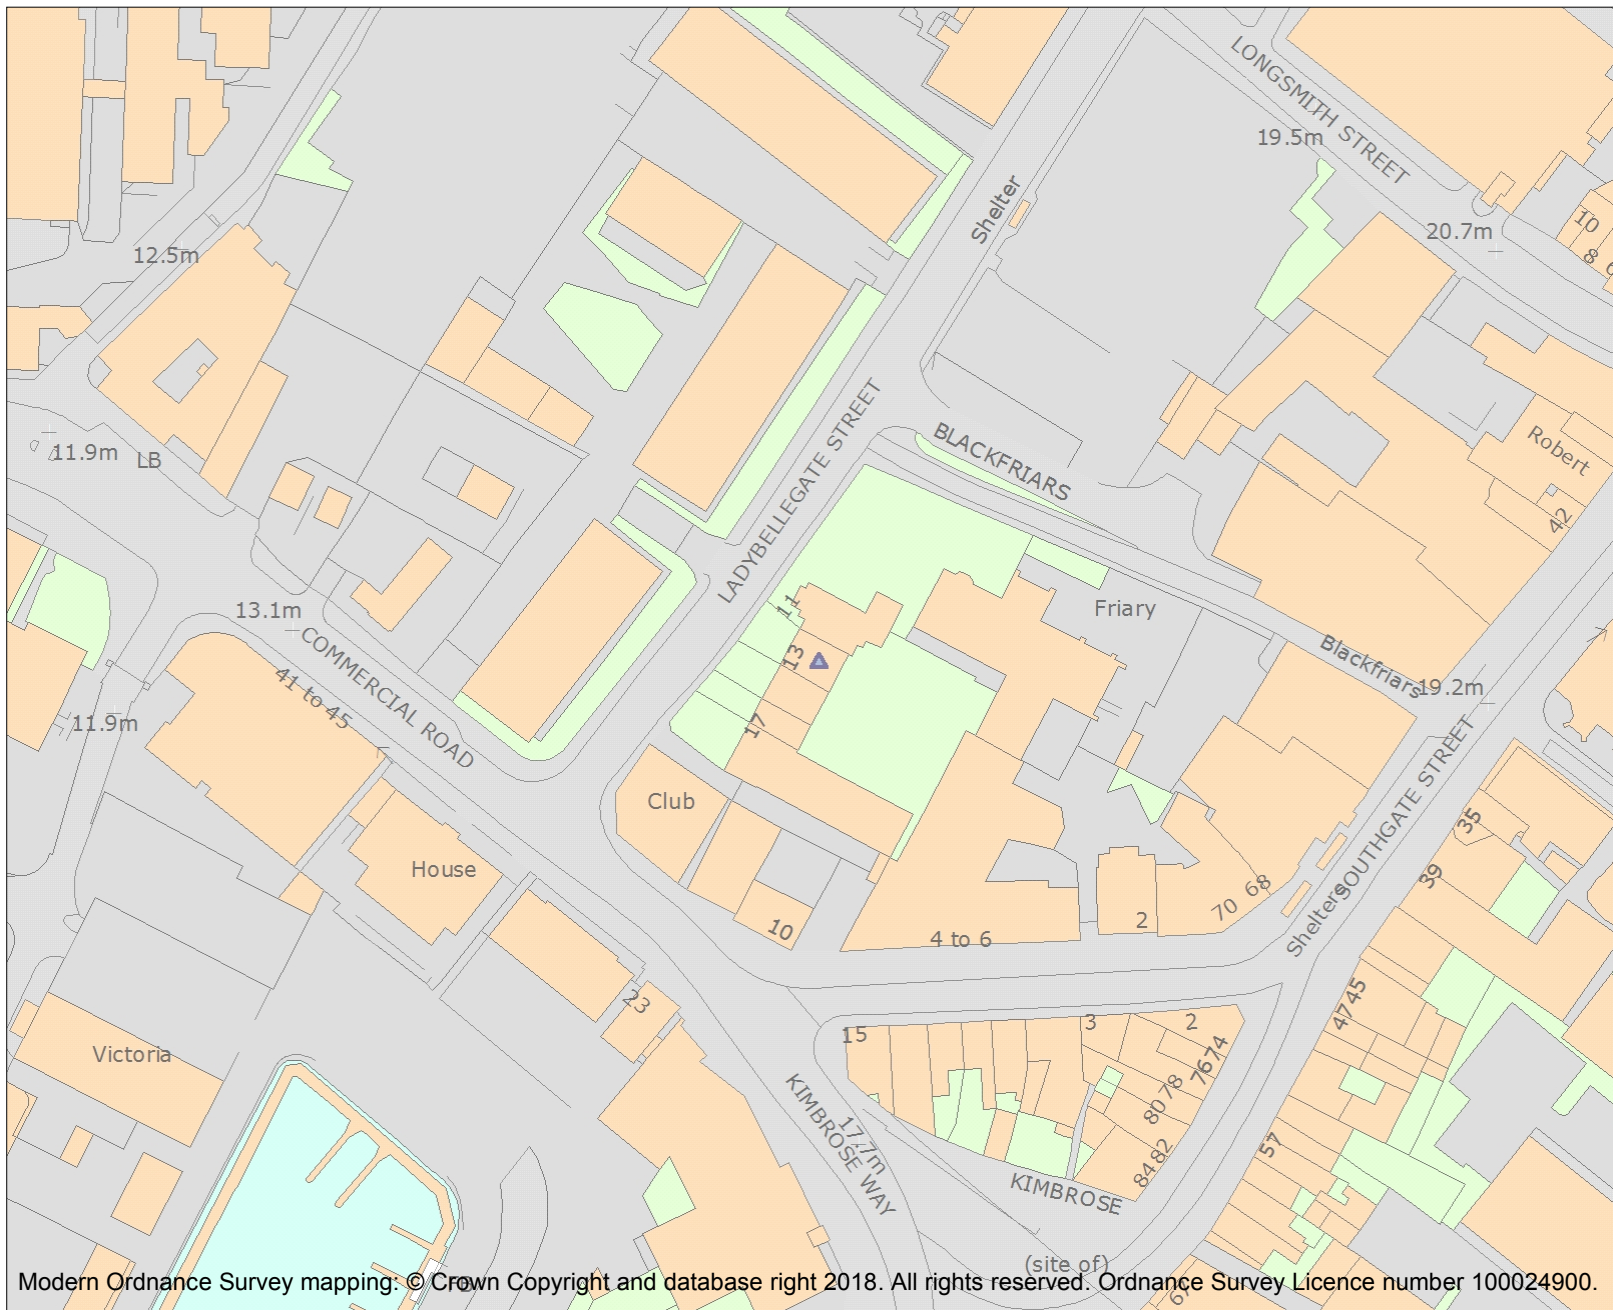 LONGSMITH STREET
19.5m
Shelter
20.7m
10
8
12.5m
11.9m
LB
LADYBELLEGATE STREET
BLACKFRIARS
Robert
42
13.1m
COMMERCIAL ROAD
41 to 45
11.9m
11
13
17
Friary
Blackfriars
19.2m
SOUTHGATE STREET
Club
House
10
4 to 6
2
70
68
Shelters
35
39
23
15
3
2
74
76
78
80
82
84
45
47
57
Victoria
KIMBROSE WAY
17.7m
KIMBROSE
(site of)
67
FB
Modern Ordnance Survey mapping: © Crown Copyright and database right 2018. All rights reserved. Ordnance Survey Licence number 100024900.